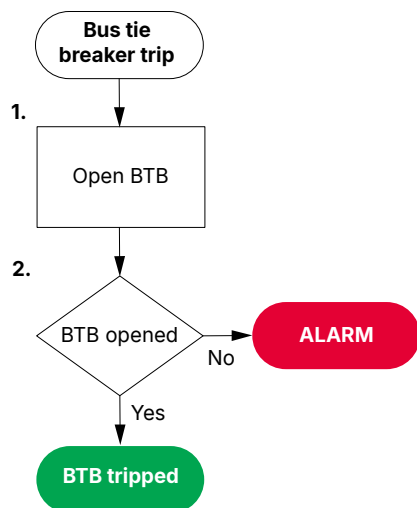 Bus tie
breaker trip
1.
Open BTB
2.
BTB opened
ALARM
No
Yes
BTB tripped